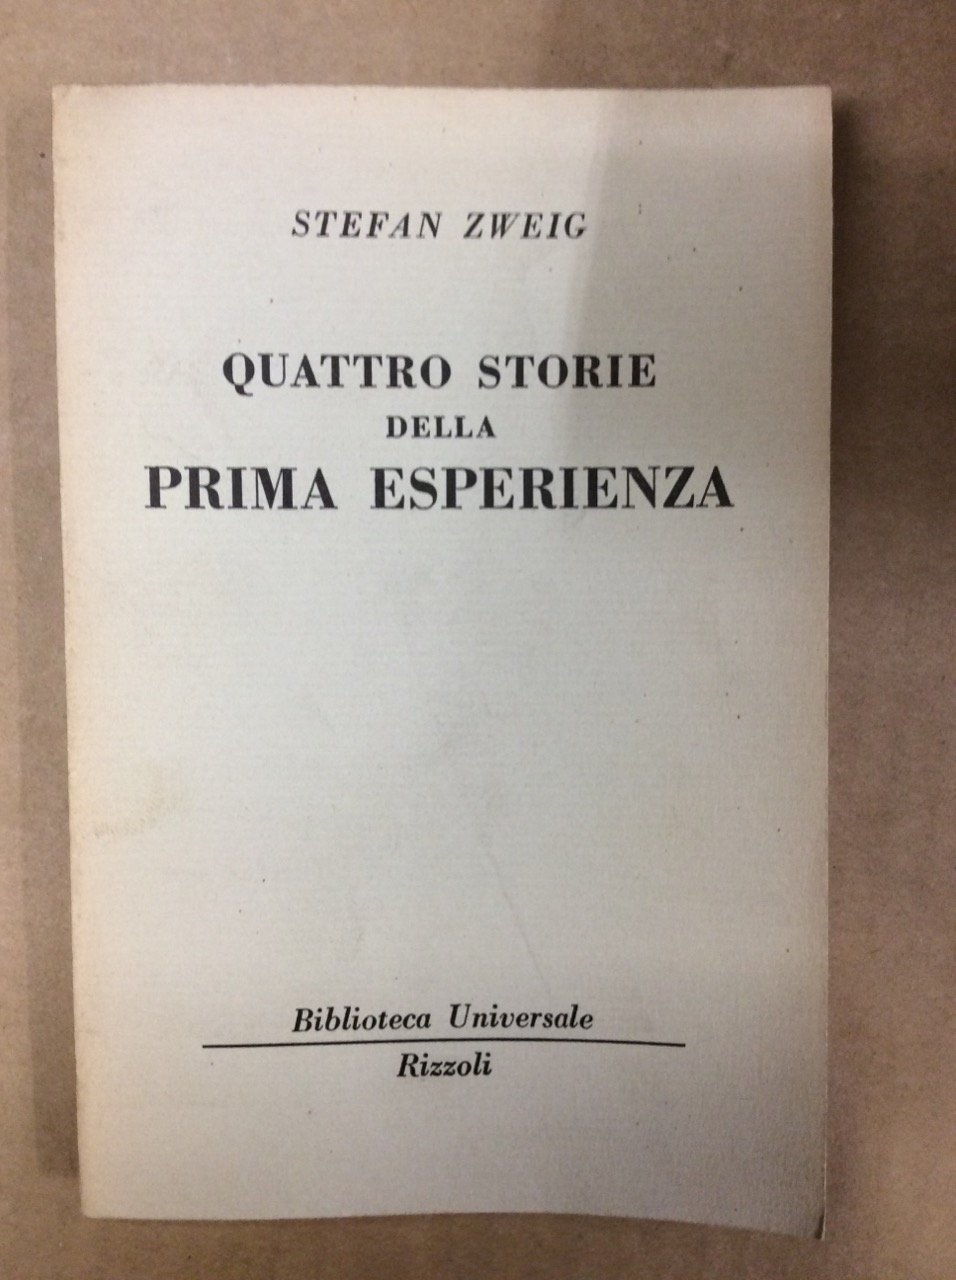 STEFAN ZWEIG
QUATTRO STORIE
DELLA
PRIMA ESPERIENZA
Biblioteca Universale
Rizzoli